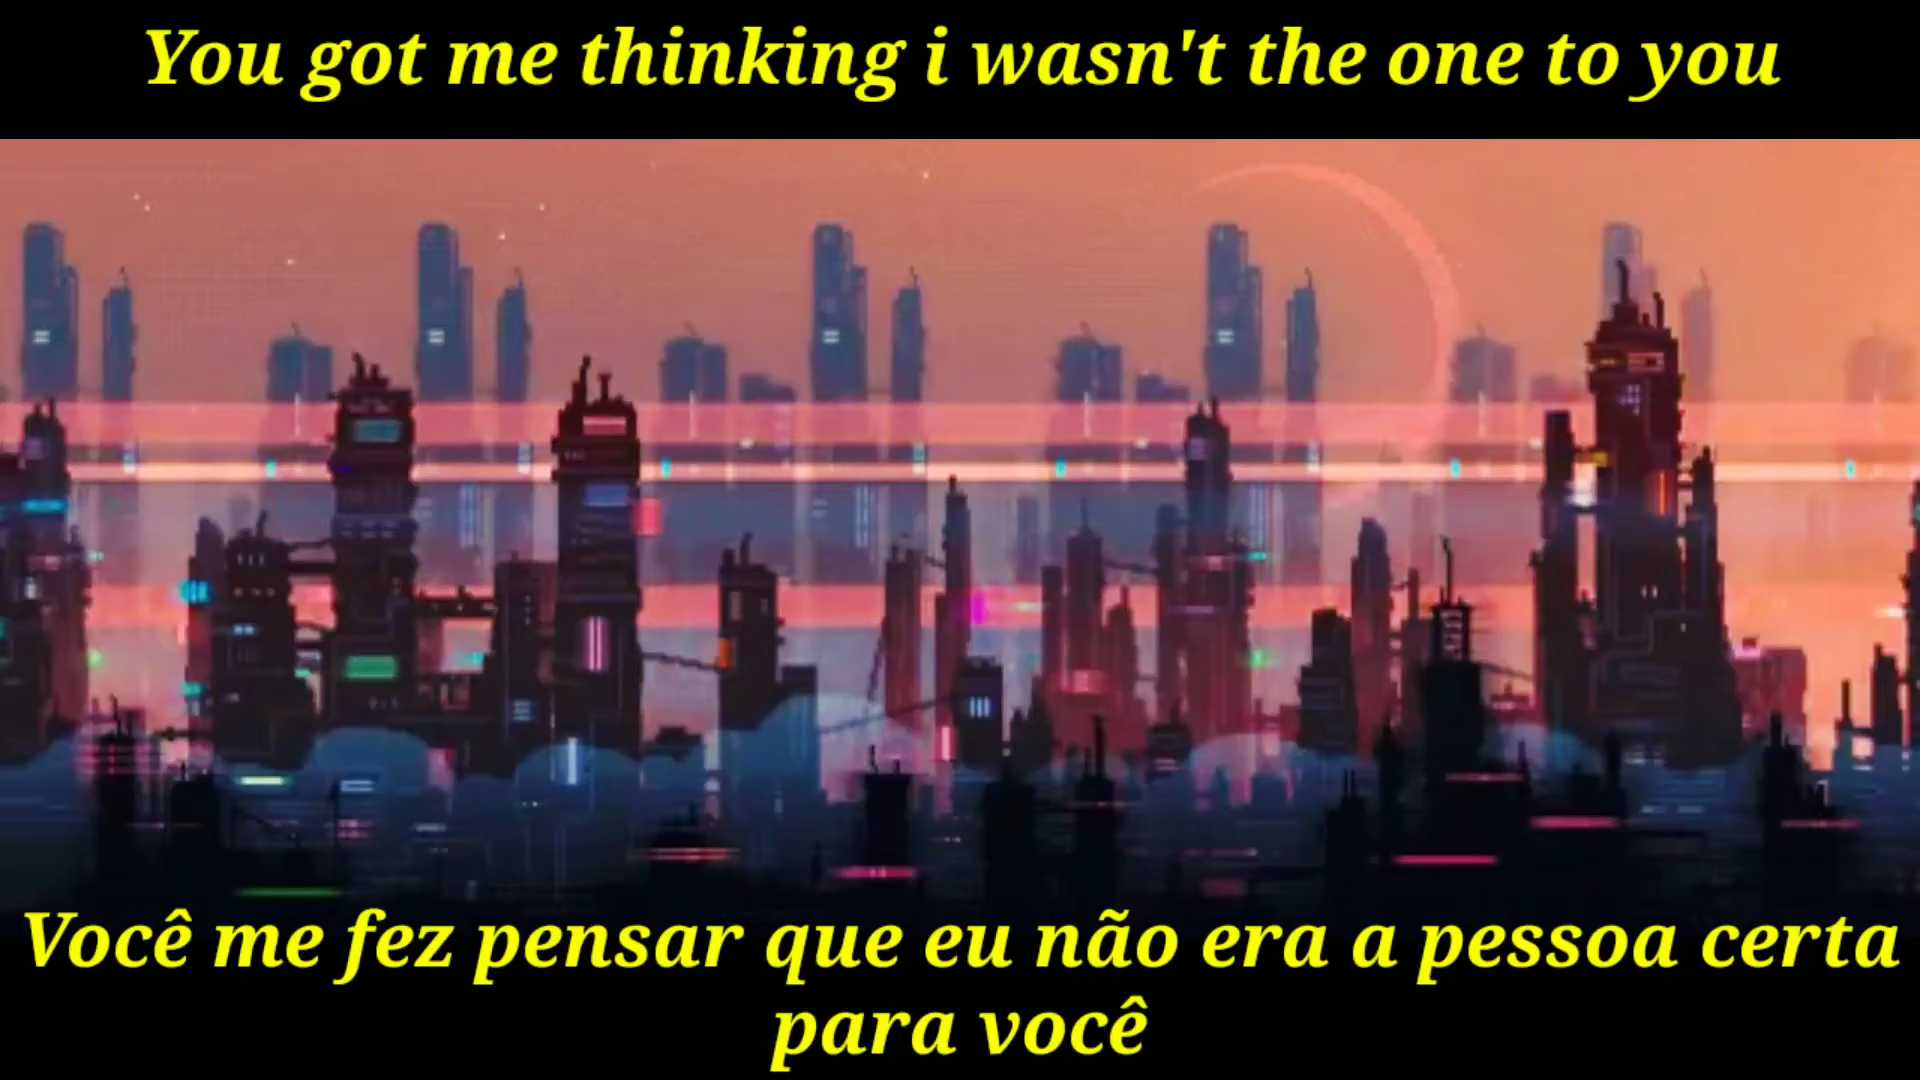 You got me thinking i wasn't the one to you
Você me fez pensar que eu não era a pessoa certa
para você